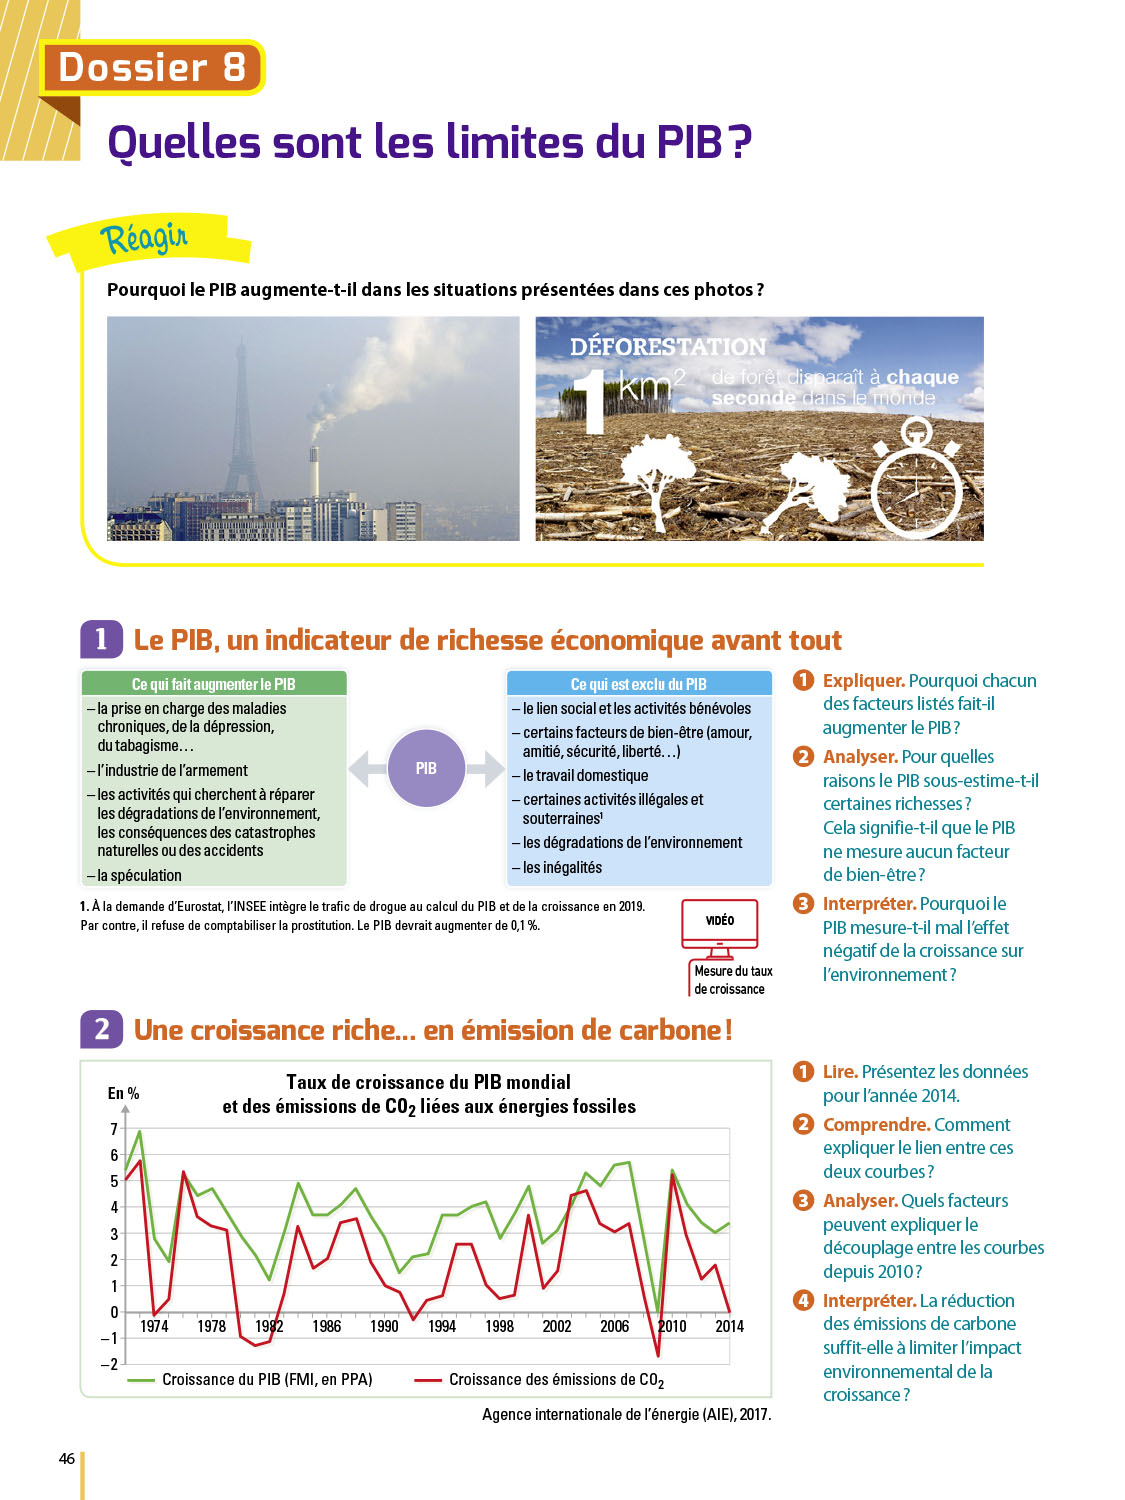 Dossier 8
Quelles sont les limites du PIB ?
Réagir
Pourquoi le PIB augmente-t-il dans les situations présentées dans ces photos ?
DÉFORESTATION
1 km² de forêt disparaît à chaque
seconde dans le monde
1 Le PIB, un indicateur de richesse économique avant tout
Ce qui fait augmenter le PIB
– la prise en charge des maladies
chroniques, de la dépression,
du tabagisme…
– l’industrie de l’armement
– les activités qui cherchent à réparer
les dégradations de l’environnement,
les conséquences des catastrophes
naturelles ou des accidents
– la spéculation
PIB
Ce qui est exclu du PIB
– le lien social et les activités bénévoles
– certains facteurs de bien-être (amour,
amitié, sécurité, liberté…)
– le travail domestique
– certaines activités illégales et
souterraines¹
– les dégradations de l’environnement
– les inégalités
1. À la demande d’Eurostat, l’INSEE intègre le trafic de drogue au calcul du PIB et de la croissance en 2019.
Par contre, il refuse de comptabiliser la prostitution. Le PIB devrait augmenter de 0,1 %.
VIDÉO
Mesure du taux
de croissance
1 Expliquer. Pourquoi chacun
des facteurs listés fait-il
augmenter le PIB ?
2 Analyser. Pour quelles
raisons le PIB sous-estime-t-il
certaines richesses ?
Cela signifie-t-il que le PIB
ne mesure aucun facteur
de bien-être ?
3 Interpréter. Pourquoi le
PIB mesure-t-il mal l’effet
négatif de la croissance sur
l’environnement ?
2 Une croissance riche… en émission de carbone !
Taux de croissance du PIB mondial
et des émissions de CO₂ liées aux énergies fossiles
En %
7
6
5
4
3
2
1
0
–1
–2
1974 1978 1982 1986 1990 1994 1998 2002 2006 2010 2014
Croissance du PIB (FMI, en PPA) Croissance des émissions de CO₂
Agence internationale de l’énergie (AIE), 2017.
1 Lire. Présentez les données
pour l’année 2014.
2 Comprendre. Comment
expliquer le lien entre ces
deux courbes ?
3 Analyser. Quels facteurs
peuvent expliquer le
découplage entre les courbes
depuis 2010 ?
4 Interpréter. La réduction
des émissions de carbone
suffit-elle à limiter l’impact
environnemental de la
croissance ?
46